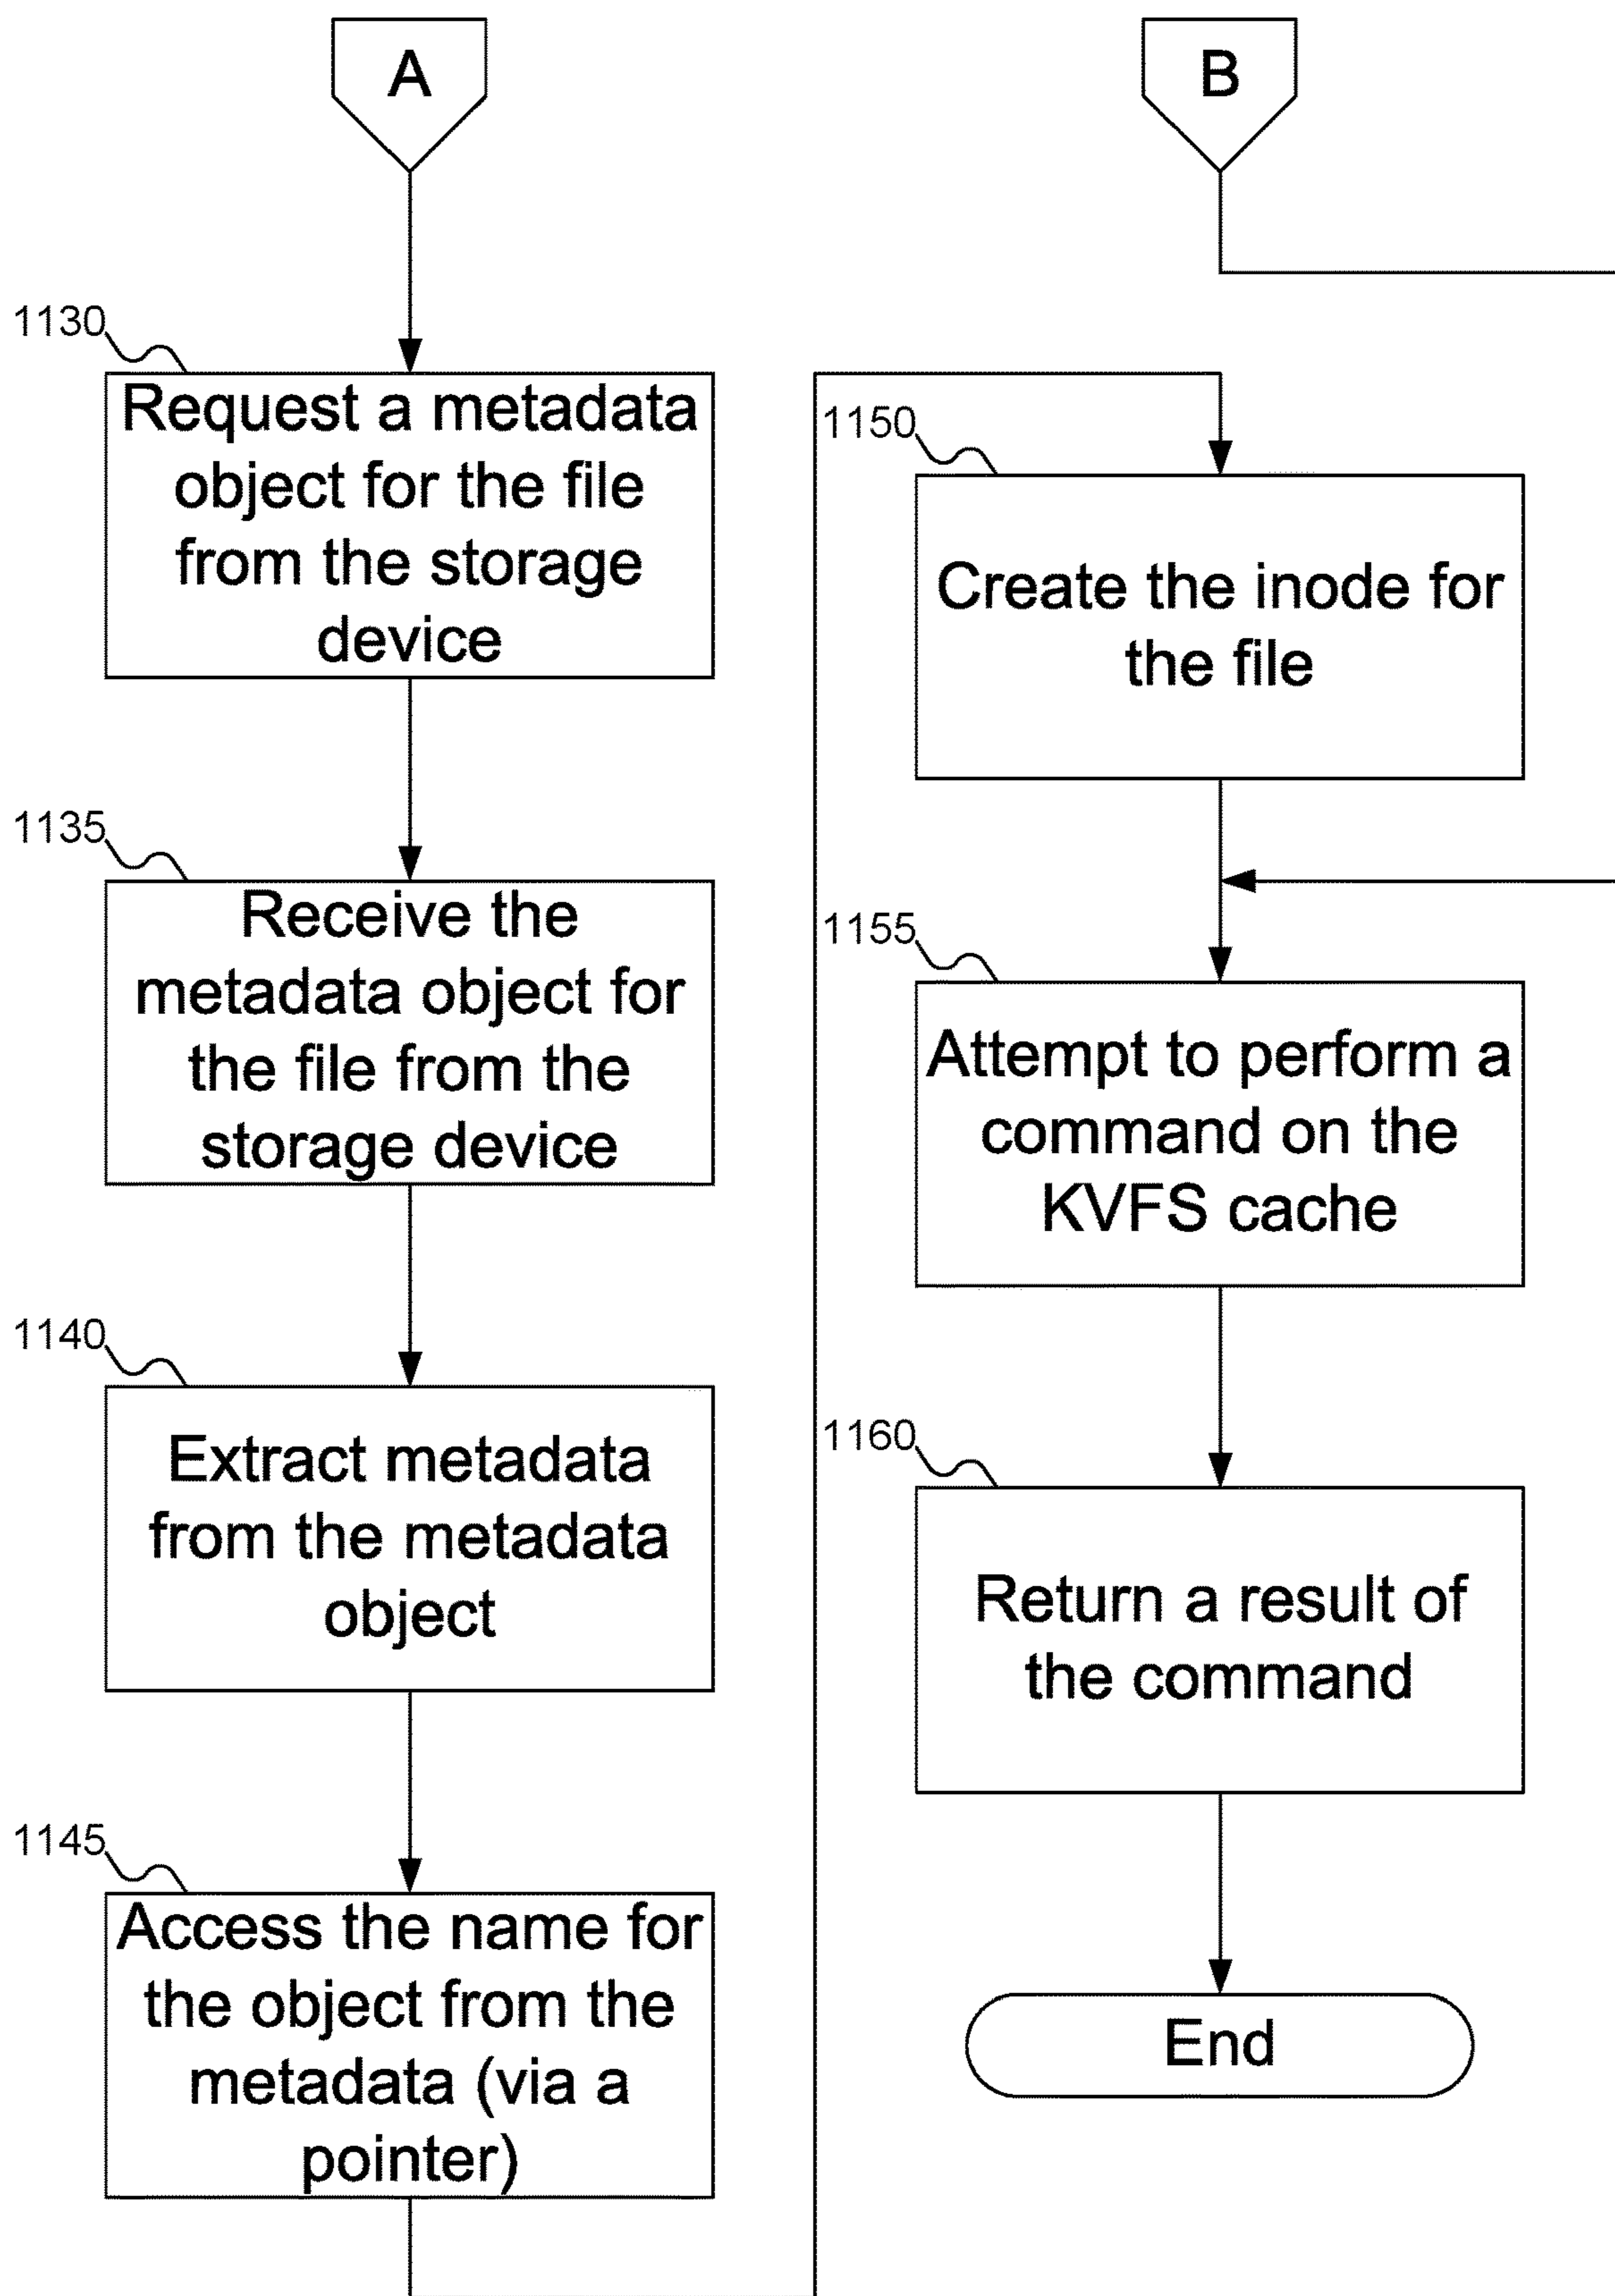 A
1130
Request a metadata
object for the file
from the storage
device
1135
Receive the
metadata object for
the file from the
storage device
1140
Extract metadata
from the metadata
object
1145
Access the name for
the object from the
metadata (via a
pointer)
B
1150
Create the inode for
the file
1155
Attempt to perform a
command on the
KVFS cache
1160
Return a result of
the command
End